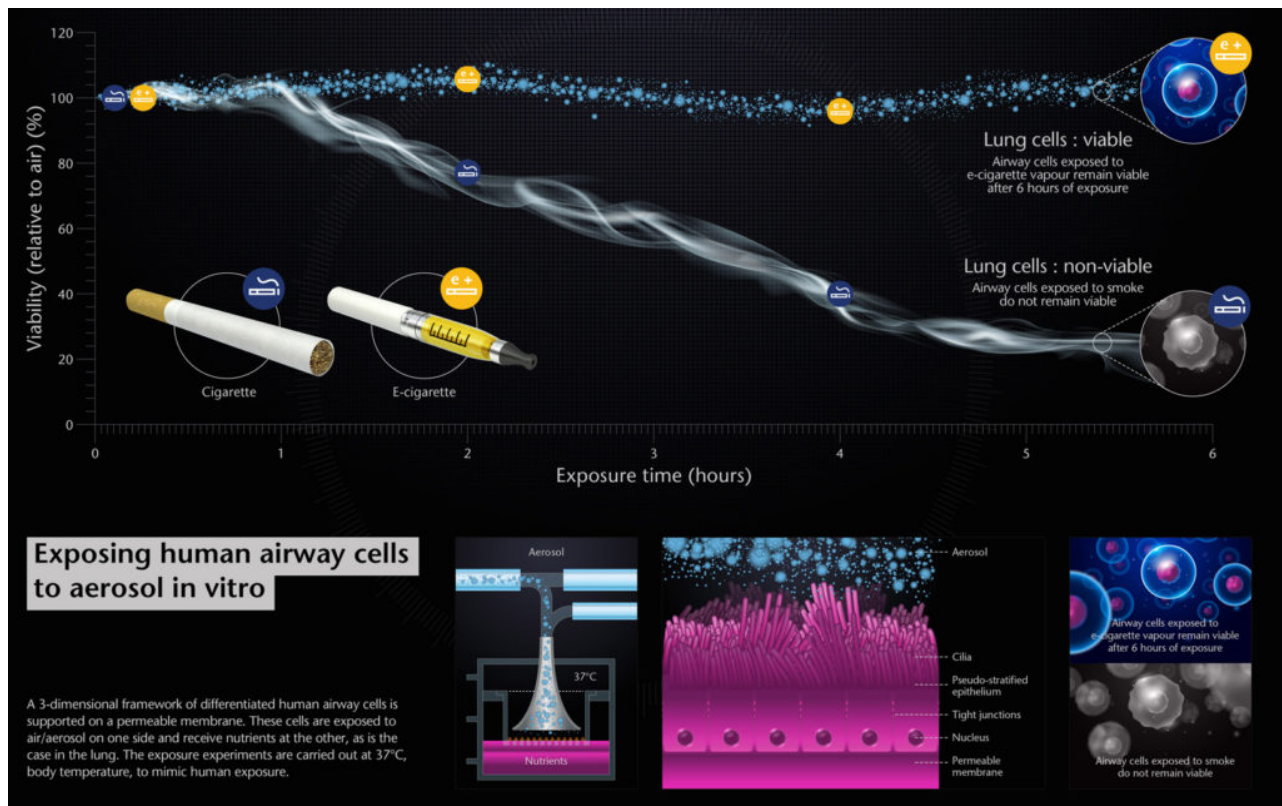 120
100
80
60
40
20
0
Viability (relative to air) (%)
e +
e +
e +
e +
Lung cells : viable
Airway cells exposed to
e-cigarette vapour remain viable
after 6 hours of exposure
Lung cells : non-viable
Airway cells exposed to smoke
do not remain viable
e +
Cigarette
E-cigarette
0
1
2
3
4
5
6
Exposure time (hours)
Exposing human airway cells
to aerosol in vitro
A 3-dimensional framework of differentiated human airway cells is
supported on a permeable membrane. These cells are exposed to
air/aerosol on one side and receive nutrients at the other, as is the
case in the lung. The exposure experiments are carried out at 37°C,
body temperature, to mimic human exposure.
Aerosol
37°C
Nutrients
Aerosol
Cilia
Pseudo-stratified
epithelium
Tight junctions
Nucleus
Permeable
membrane
Airway cells exposed to
e-cigarette vapour remain viable
after 6 hours of exposure
Airway cells exposed to smoke
do not remain viable